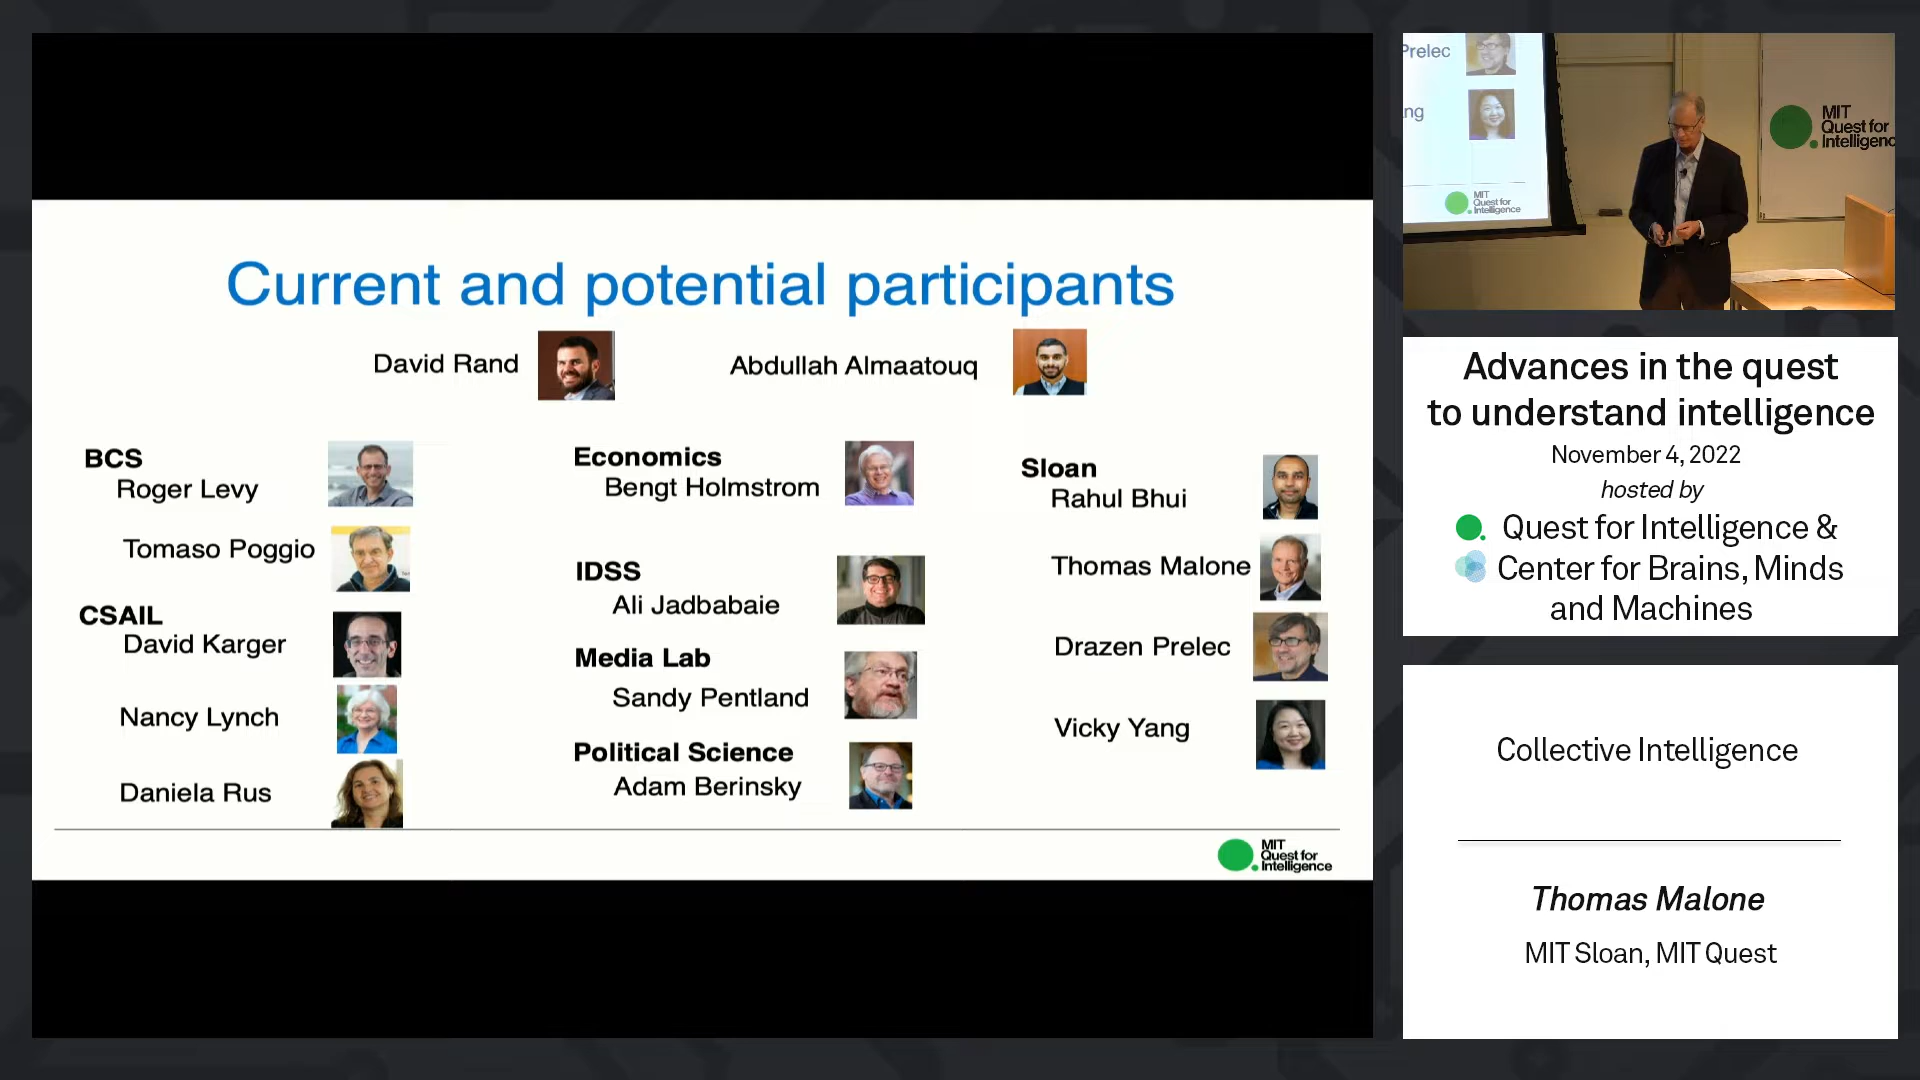 Current and potential participants
David Rand
Abdullah Almaatouq
BCS
Roger Levy
Tomaso Poggio
CSAIL
David Karger
Nancy Lynch
Daniela Rus
Economics
Bengt Holmstrom
IDSS
Ali Jadbabaie
Media Lab
Sandy Pentland
Political Science
Adam Berinsky
Sloan
Rahul Bhui
Thomas Malone
Drazen Prelec
Vicky Yang
MIT
Quest for
Intelligence
Prelec
ng
MIT
Quest for
Intelligence
MIT
Quest for
Intelligenc
Advances in the quest
to understand intelligence
November 4, 2022
hosted by
Quest for Intelligence &
Center for Brains, Minds
and Machines
Collective Intelligence
Thomas Malone
MIT Sloan, MIT Quest